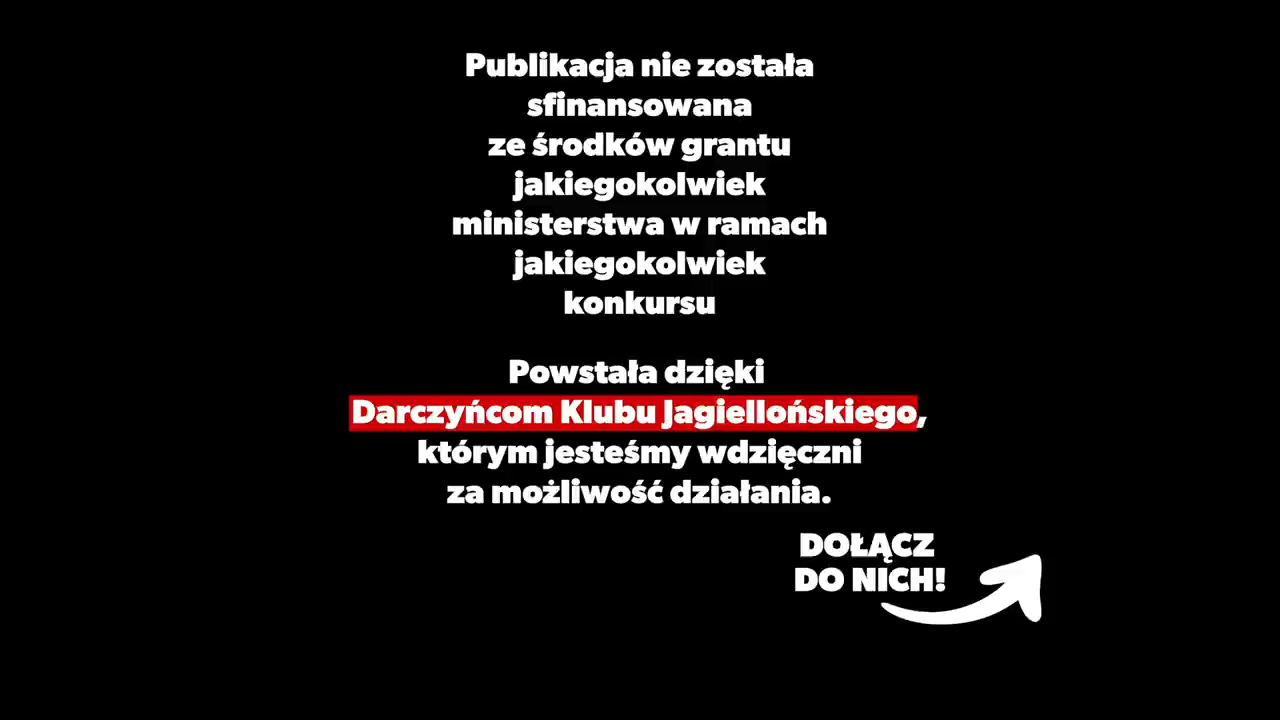 Publikacja nie została
sfinansowana
ze środków grantu
jakiegokolwiek
ministerstwa w ramach
jakiegokolwiek
konkursu
Powstała dzięki
Darczyńcom Klubu Jagiellońskiego,
którym jesteśmy wdzięczni
za możliwość działania.
DOŁĄCZ
DO NICH!